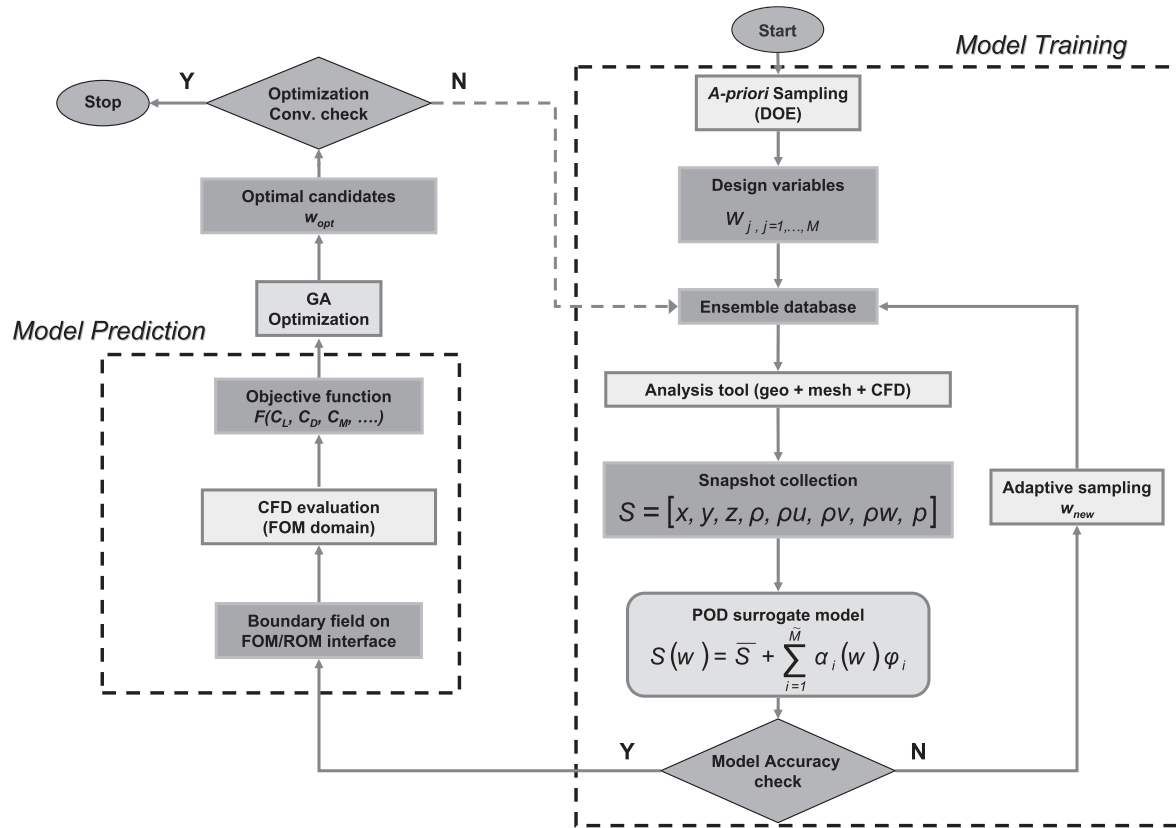 Start
Model Training
A-priori Sampling
(DOE)
Design variables
w j , j=1,…, M
Ensemble database
Analysis tool (geo + mesh + CFD)
Snapshot collection
S = [x, y, z, ρ, ρu, ρv, ρw, p]
Adaptive sampling
w_new
POD surrogate model
S(w) = S̅ + ∑_{i=1}^{M̃} α_i(w) φ_i
Y
N
Model Accuracy
check
Y
N
Stop
Optimization
Conv. check
Optimal candidates
w_opt
GA
Optimization
Model Prediction
Objective function
F(C_L, C_D, C_M, ….)
CFD evaluation
(FOM domain)
Boundary field on
FOM/ROM interface